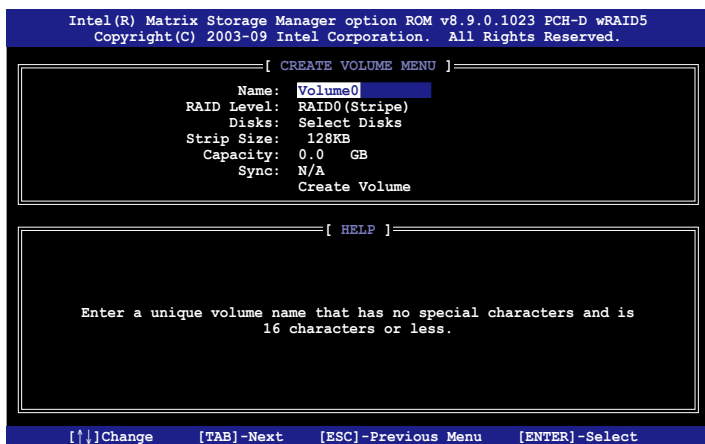 Intel(R) Matrix Storage Manager option ROM v8.9.0.1023 PCH-D wRAID5
Copyright(C) 2003-09 Intel Corporation. All Rights Reserved.
[ CREATE VOLUME MENU ]
Name: Volume0
RAID Level: RAID0(Stripe)
Disks: Select Disks
Strip Size: 128KB
Capacity: 0.0 GB
Sync: N/A
Create Volume
[ HELP ]
Enter a unique volume name that has no special characters and is
16 characters or less.
[↑↓]Change [TAB]-Next [ESC]-Previous Menu [ENTER]-Select